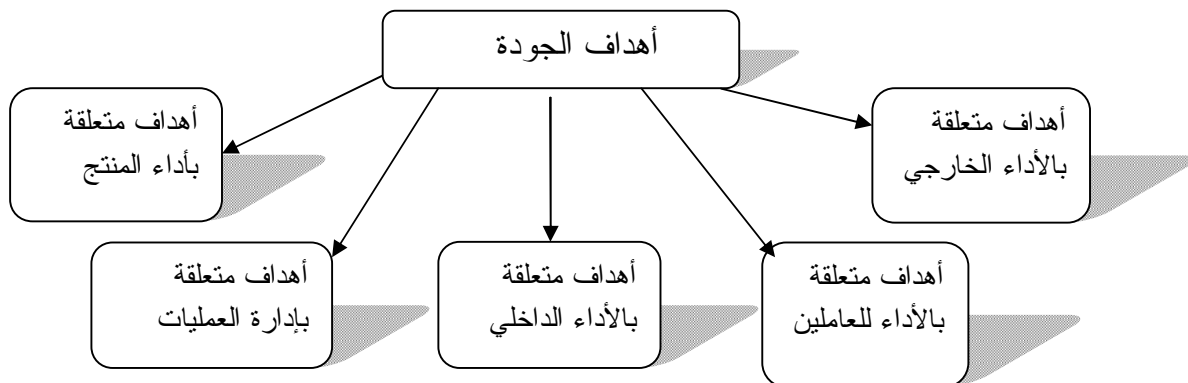 أهداف الجودة
أهداف متعلقة
بالأداء الخارجي
أهداف متعلقة
بأداء المنتج
أهداف متعلقة
بالأداء للعاملين
أهداف متعلقة
بالأداء الداخلي
أهداف متعلقة
بإدارة العمليات